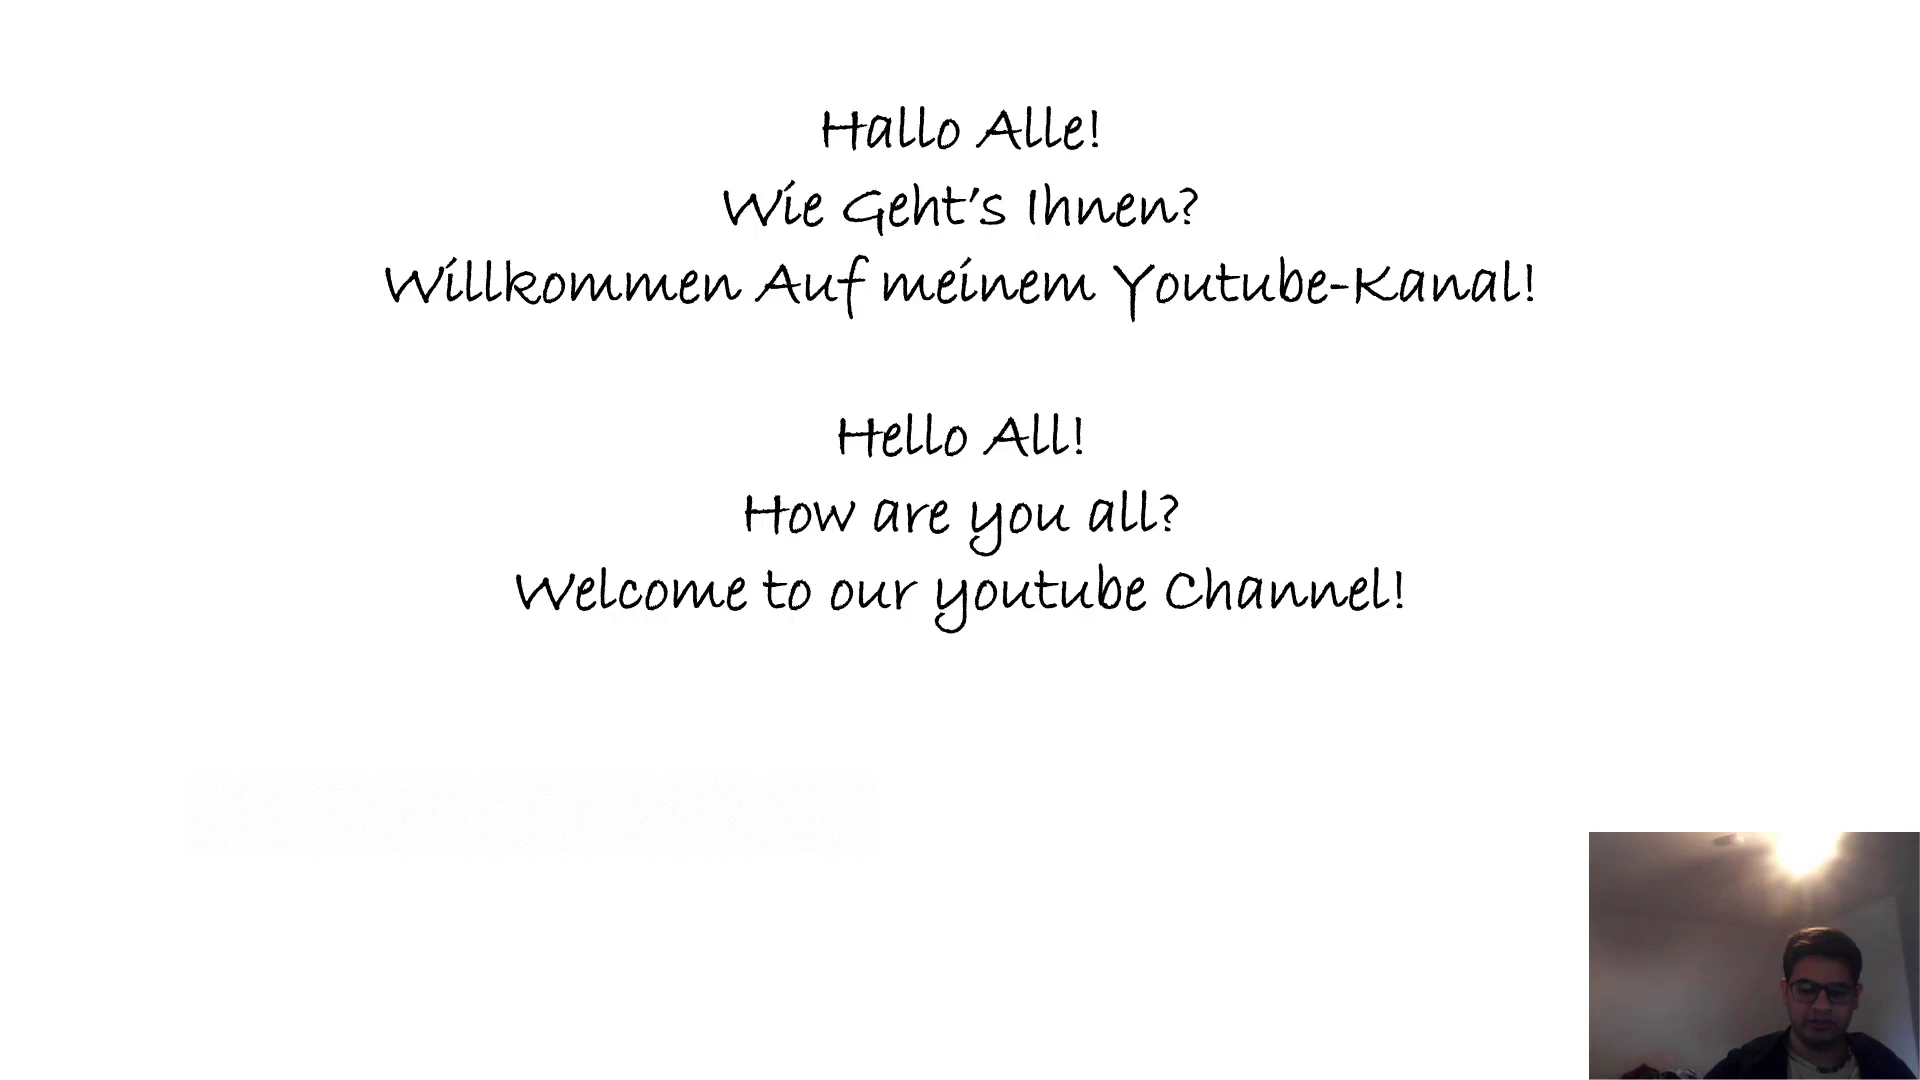 Hallo Alle!
Wie Geht's Ihnen?
Willkommen Auf meinem Youtube-Kanal!
Hello All!
How are you all?
Welcome to our youtube Channel!